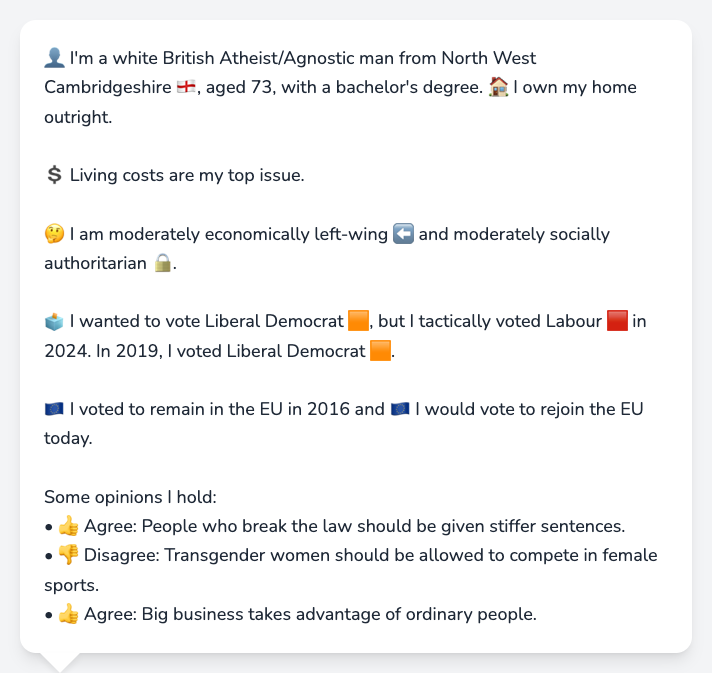 👤 I'm a white British Atheist/Agnostic man from North West
Cambridgeshire 🏴󠁧󠁢󠁥󠁮󠁧󠁿, aged 73, with a bachelor's degree. 🏠 I own my home
outright.
💲 Living costs are my top issue.
🤔 I am moderately economically left-wing ⬅️ and moderately socially
authoritarian 🔒.
🗳️ I wanted to vote Liberal Democrat 🟧, but I tactically voted Labour 🟥 in
2024. In 2019, I voted Liberal Democrat 🟧.
🇪🇺 I voted to remain in the EU in 2016 and 🇪🇺 I would vote to rejoin the EU
today.
Some opinions I hold:
• 👍 Agree: People who break the law should be given stiffer sentences.
• 👎 Disagree: Transgender women should be allowed to compete in female
sports.
• 👍 Agree: Big business takes advantage of ordinary people.